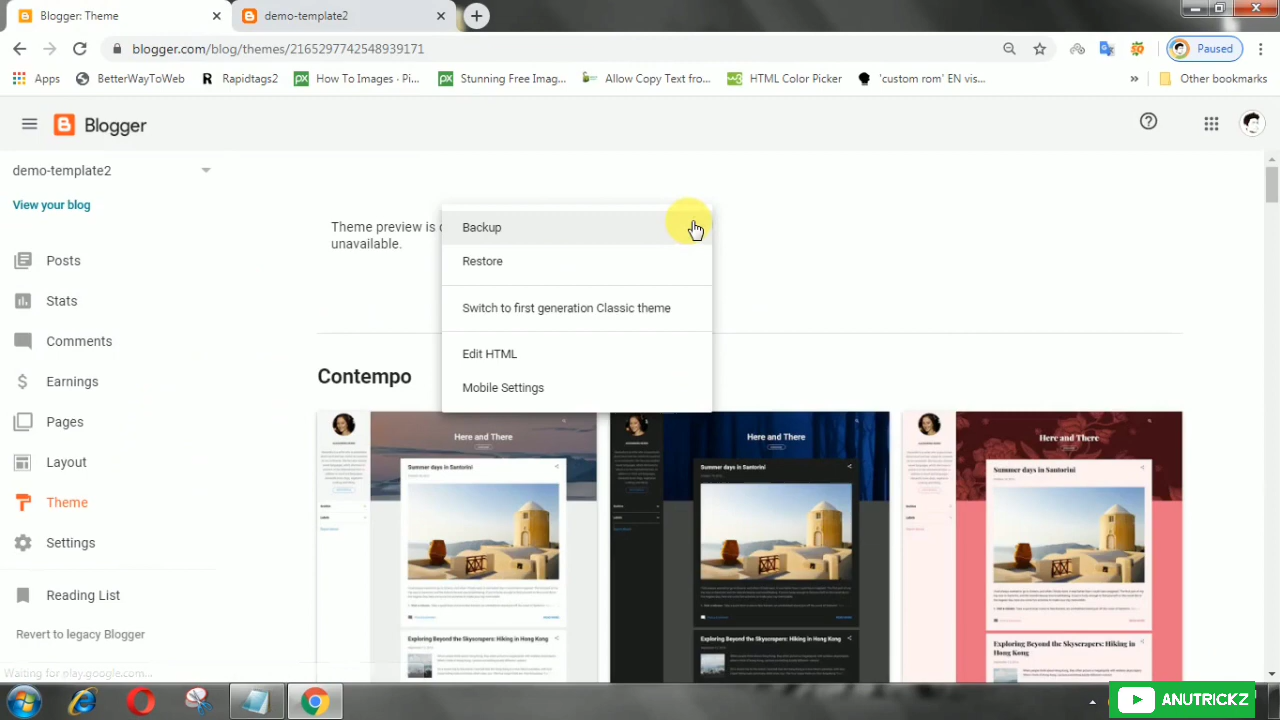 Blogger: Theme
demo-template2
blogger.com/blog/themes/2165297742548939171
Paused
Apps
BetterWayToWeb
Rapidtags2
How To Images - Pi...
Stunning Free Imag...
Allow Copy Text fro...
HTML Color Picker
'custom rom' EN vis...
Other bookmarks
Blogger
demo-template2
View your blog
Posts
Stats
Comments
Earnings
Pages
Layout
Theme
Settings
Revert to legacy Blogger
Theme preview is
unavailable.
Backup
Restore
Switch to first generation Classic theme
Edit HTML
Mobile Settings
Contempo
Here and There
Summer days in Santorini
Exploring Beyond the Skyscrapers: Hiking in Hong Kong
Here and There
Summer days in Santorini
Exploring Beyond the Skyscrapers: Hiking in Hong Kong
Here and There
Summer days in Santorini
Exploring Beyond the Skyscrapers: Hiking in
Hong Kong
ANUTRICKZ